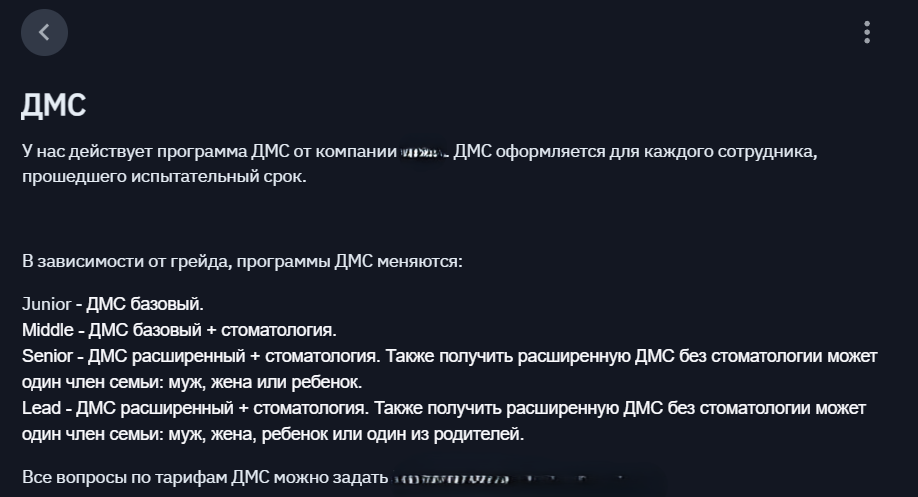 ДМС
У нас действует программа ДМС от компании ДМС оформляется для каждого сотрудника,
прошедшего испытательный срок.
В зависимости от грейда, программы ДМС меняются:
Junior - ДМС базовый.
Middle - ДМС базовый + стоматология.
Senior - ДМС расширенный + стоматология. Также получить расширенную ДМС без стоматологии может
один член семьи: муж, жена или ребенок.
Lead - ДМС расширенный + стоматология. Также получить расширенную ДМС без стоматологии может
один член семьи: муж, жена, ребенок или один из родителей.
Все вопросы по тарифам ДМС можно задать